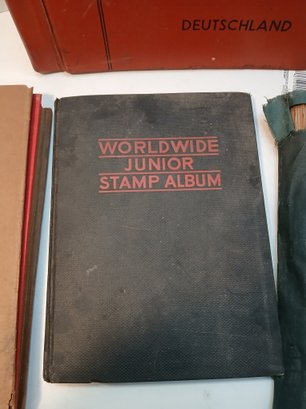 DEUTSCHLAND
WORLDWIDE
JUNIOR
STAMP ALBUM